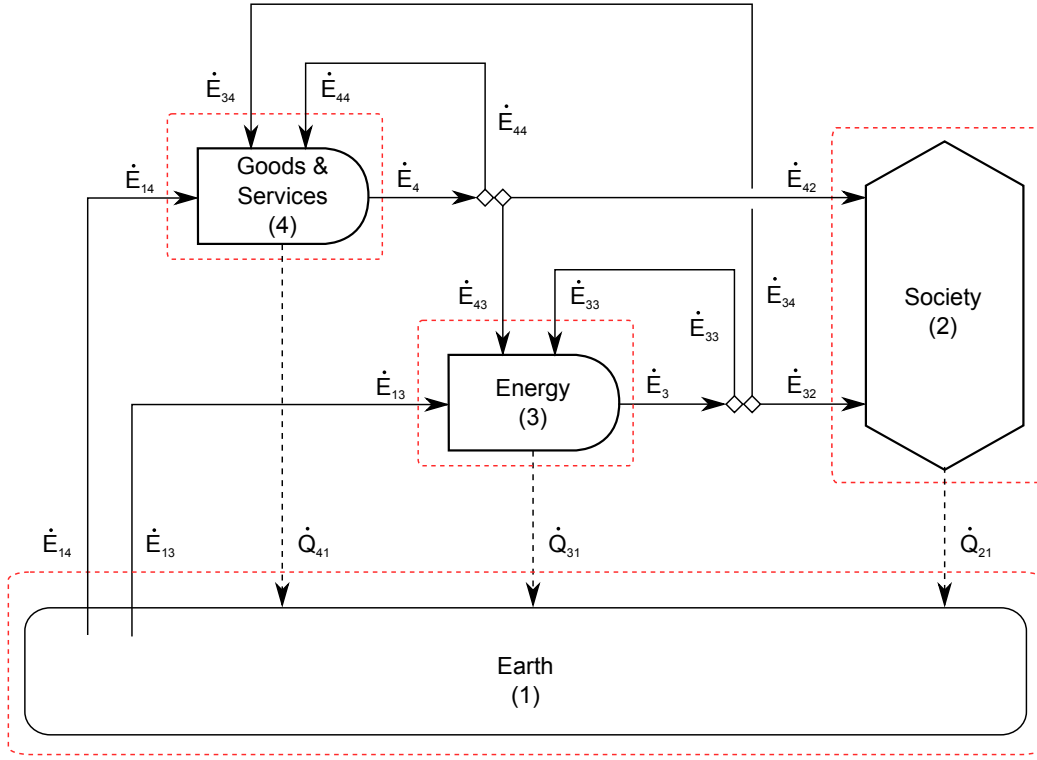 Ė₃₄
Ė₄₄
Ė₄₄
Ė₁₄
Goods &
Services
(4)
Ė₄
Ė₄₂
Ė₄₃
Ė₃₃
Ė₃₄
Ė₃₃
Society
(2)
Ė₁₃
Energy
(3)
Ė₃
Ė₃₂
Ė₁₄
Ė₁₃
Q̇₄₁
Q̇₃₁
Q̇₂₁
Earth
(1)